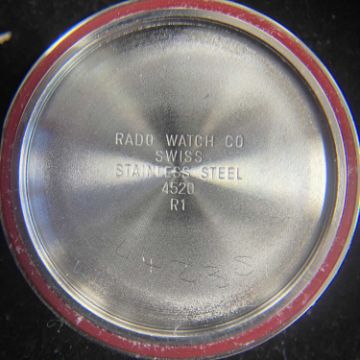 RADO WATCH CO
SWISS
STAINLESS STEEL
4520
R1